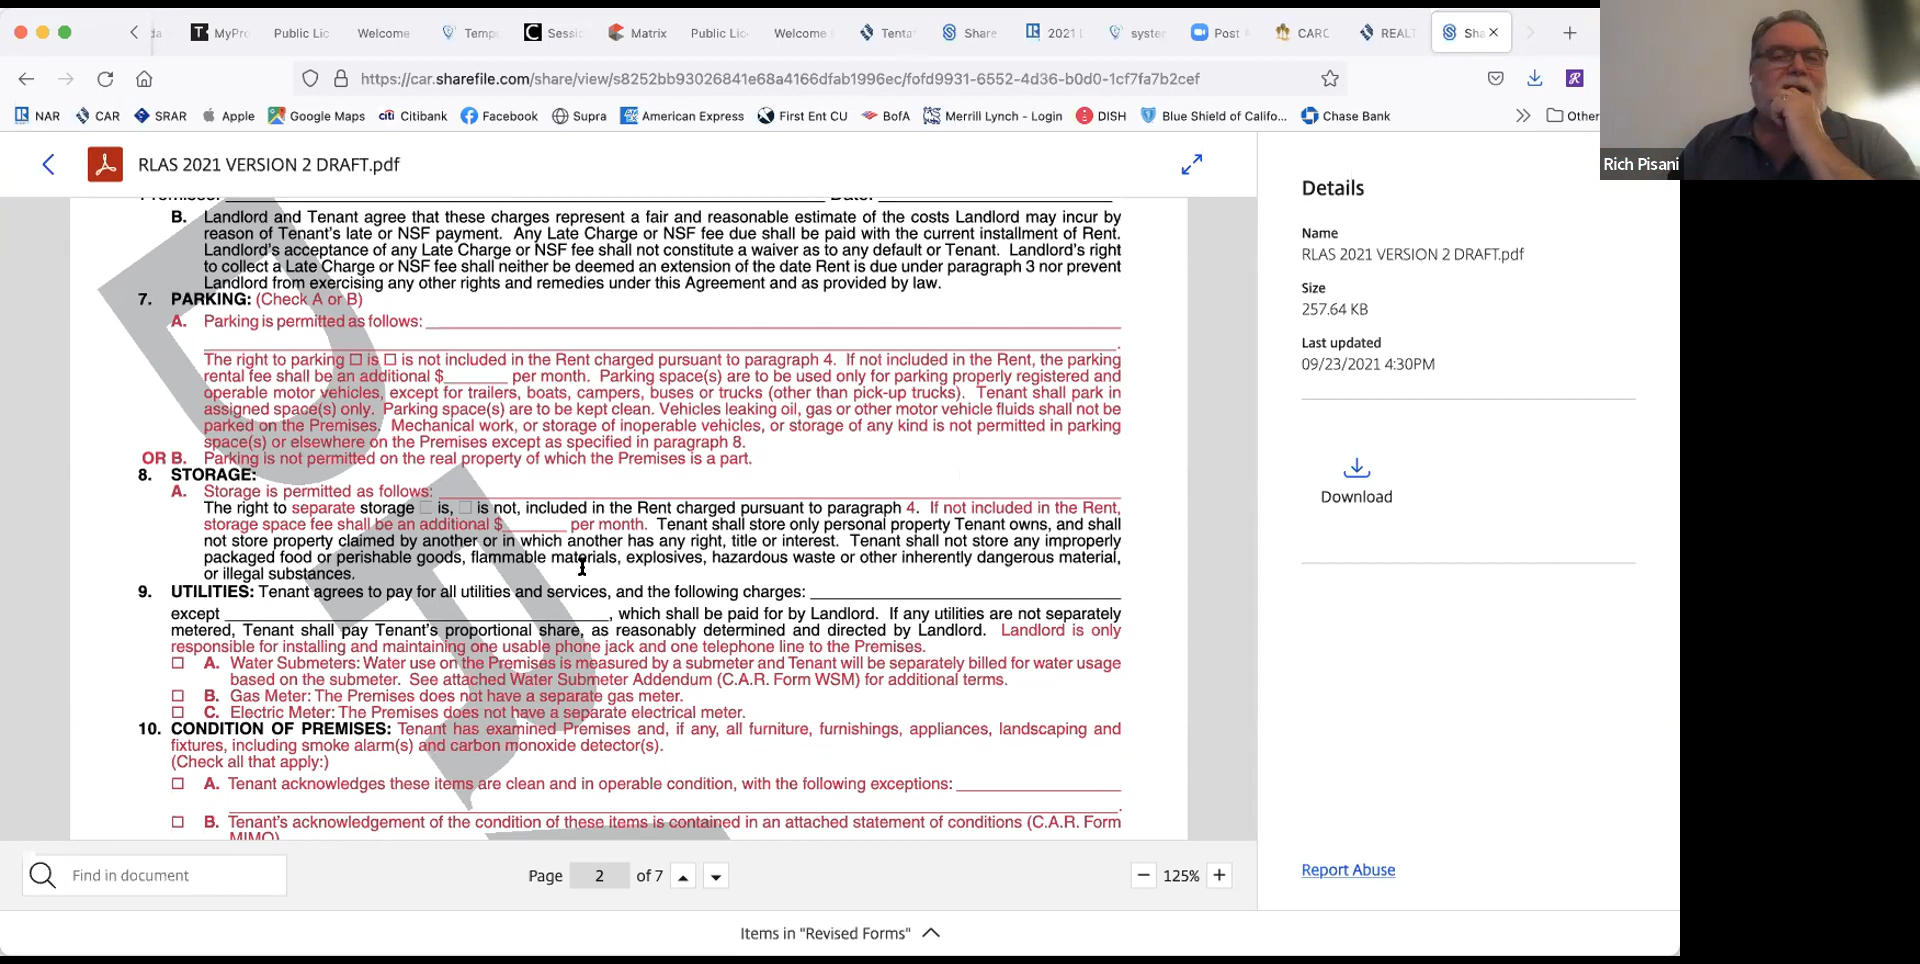 MyPro
Public Lic
Welcome
Temp
Sessi
Matrix
Public Lic
Welcome
Tenta
Share
2021 L
syster
Post A
CARC
REALT
Sha
https://car.sharefile.com/share/view/s8252bb93026841e68a4166dfab1996ec/fofd9931-6552-4d36-b0d0-1cf7fa7b2cef
NAR CAR SRAR Apple Google Maps citi Citibank Facebook Supra American Express First Ent CU BofA Merrill Lynch - Login DISH Blue Shield of Califo... Chase Bank Other
Rich Pisani
RLAS 2021 VERSION 2 DRAFT.pdf
B. Landlord and Tenant agree that these charges represent a fair and reasonable estimate of the costs Landlord may incur by
reason of Tenant's late or NSF payment. Any Late Charge or NSF fee due shall be paid with the current installment of Rent.
Landlord's acceptance of any Late Charge or NSF fee shall not constitute a waiver as to any default or Tenant. Landlord's right
to collect a Late Charge or NSF fee shall neither be deemed an extension of the date Rent is due under paragraph 3 nor prevent
Landlord from exercising any other rights and remedies under this Agreement and as provided by law.
7. PARKING: (Check A or B)
A. Parking is permitted as follows:
The right to parking ☐ is ☐ is not included in the Rent charged pursuant to paragraph 4. If not included in the Rent, the parking
rental fee shall be an additional $_______ per month. Parking space(s) are to be used only for parking properly registered and
operable motor vehicles, except for trailers, boats, campers, buses or trucks (other than pick-up trucks). Tenant shall park in
assigned space(s) only. Parking space(s) are to be kept clean. Vehicles leaking oil, gas or other motor vehicle fluids shall not be
parked on the Premises. Mechanical work, or storage of inoperable vehicles, or storage of any kind is not permitted in parking
space(s) or elsewhere on the Premises except as specified in paragraph 8.
OR B. Parking is not permitted on the real property of which the Premises is a part.
8. STORAGE:
A. Storage is permitted as follows:
The right to separate storage ☐ is, ☐ is not, included in the Rent charged pursuant to paragraph 4. If not included in the Rent,
storage space fee shall be an additional $_______ per month. Tenant shall store only personal property Tenant owns, and shall
not store property claimed by another or in which another has any right, title or interest. Tenant shall not store any improperly
packaged food or perishable goods, flammable materials, explosives, hazardous waste or other inherently dangerous material,
or illegal substances.
9. UTILITIES: Tenant agrees to pay for all utilities and services, and the following charges:
except ____________, which shall be paid for by Landlord. If any utilities are not separately
metered, Tenant shall pay Tenant's proportional share, as reasonably determined and directed by Landlord. Landlord is only
responsible for installing and maintaining one usable phone jack and one telephone line to the Premises.
☐ A. Water Submeters: Water use on the Premises is measured by a submeter and Tenant will be separately billed for water usage
based on the submeter. See attached Water Submeter Addendum (C.A.R. Form WSM) for additional terms.
☐ B. Gas Meter: The Premises does not have a separate gas meter.
☐ C. Electric Meter: The Premises does not have a separate electrical meter.
10. CONDITION OF PREMISES: Tenant has examined Premises and, if any, all furniture, furnishings, appliances, landscaping and
fixtures, including smoke alarm(s) and carbon monoxide detector(s).
(Check all that apply:)
☐ A. Tenant acknowledges these items are clean and in operable condition, with the following exceptions:
☐ B. Tenant's acknowledgement of the condition of these items is contained in an attached statement of conditions (C.A.R. Form
MIMO)
Details
Name
RLAS 2021 VERSION 2 DRAFT.pdf
Size
257.64 KB
Last updated
09/23/2021 4:30PM
Download
Report Abuse
Find in document
Page 2 of 7
125%
Items in "Revised Forms"